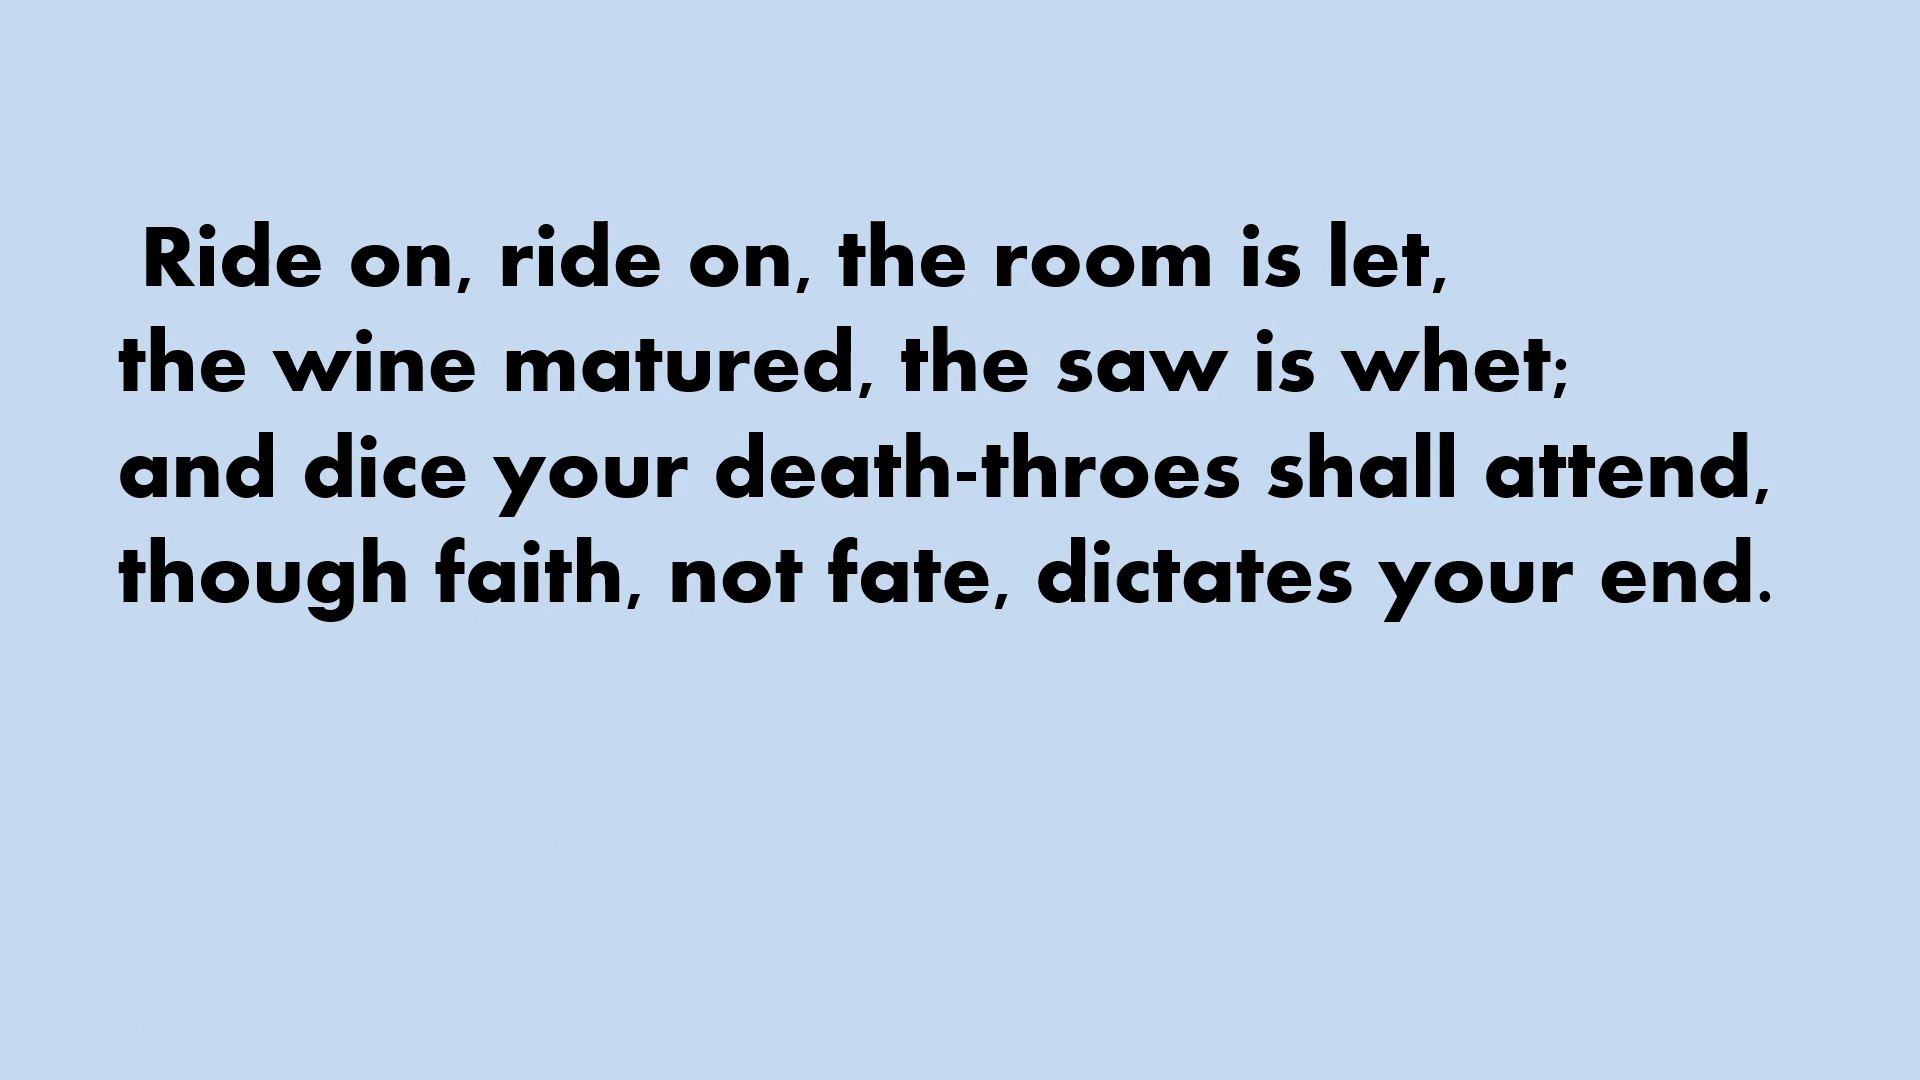 Ride on, ride on, the room is let,
the wine matured, the saw is whet;
and dice your death-throes shall attend,
though faith, not fate, dictates your end.